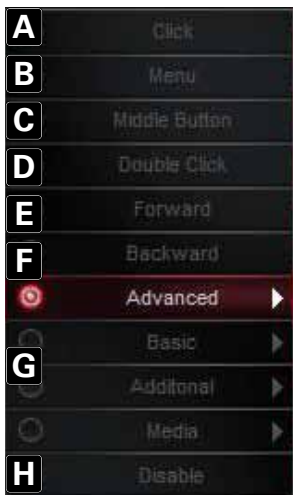 A Click
B Menu
C Middle Button
D Double Click
E Forward
F Backward
Advanced
Basic
G
Additonal
Media
H Disable